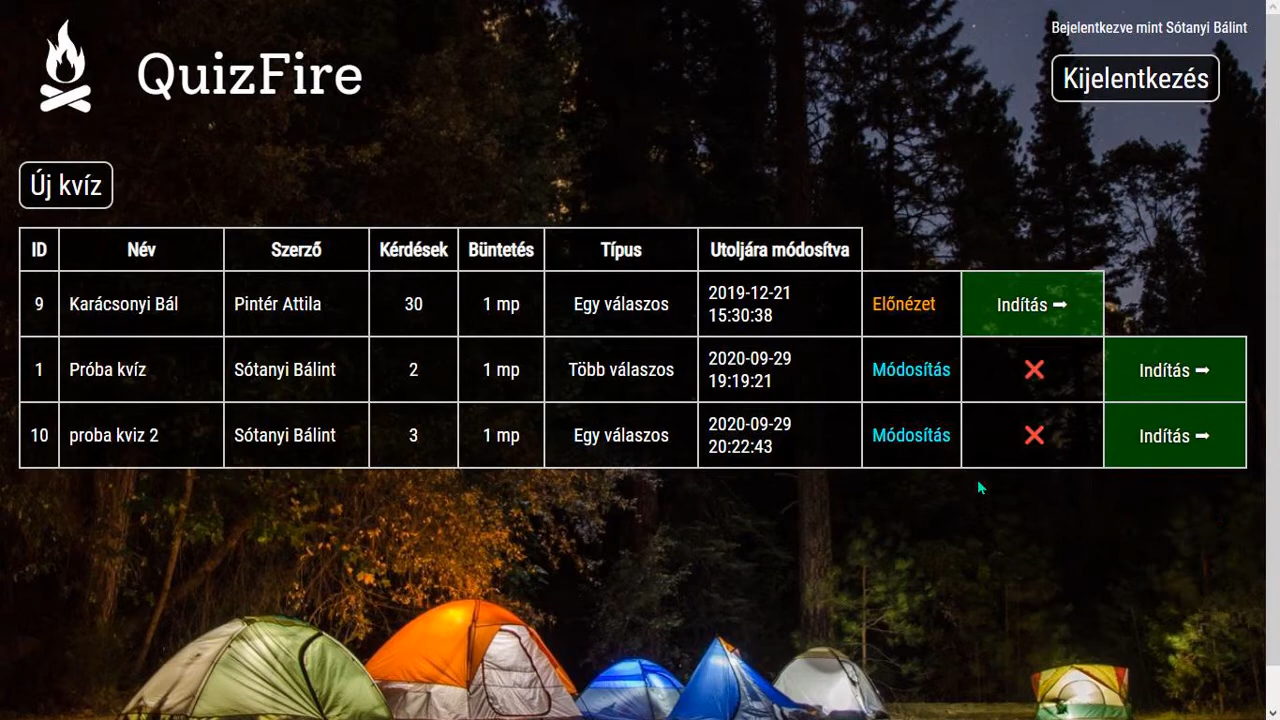 Bejelentkezve mint Sótanyi Bálint
QuizFire
Kijelentkezés
Új kvíz
ID Név Szerző Kérdések Büntetés Típus Utoljára módosítva
9 Karácsonyi Bál Pintér Attila 30 1 mp Egy válaszos 2019-12-21 15:30:38 Előnézet Indítás ➡
1 Próba kvíz Sótanyi Bálint 2 1 mp Több válaszos 2020-09-29 19:19:21 Módosítás ❌ Indítás ➡
10 proba kviz 2 Sótanyi Bálint 3 1 mp Egy válaszos 2020-09-29 20:22:43 Módosítás ❌ Indítás ➡